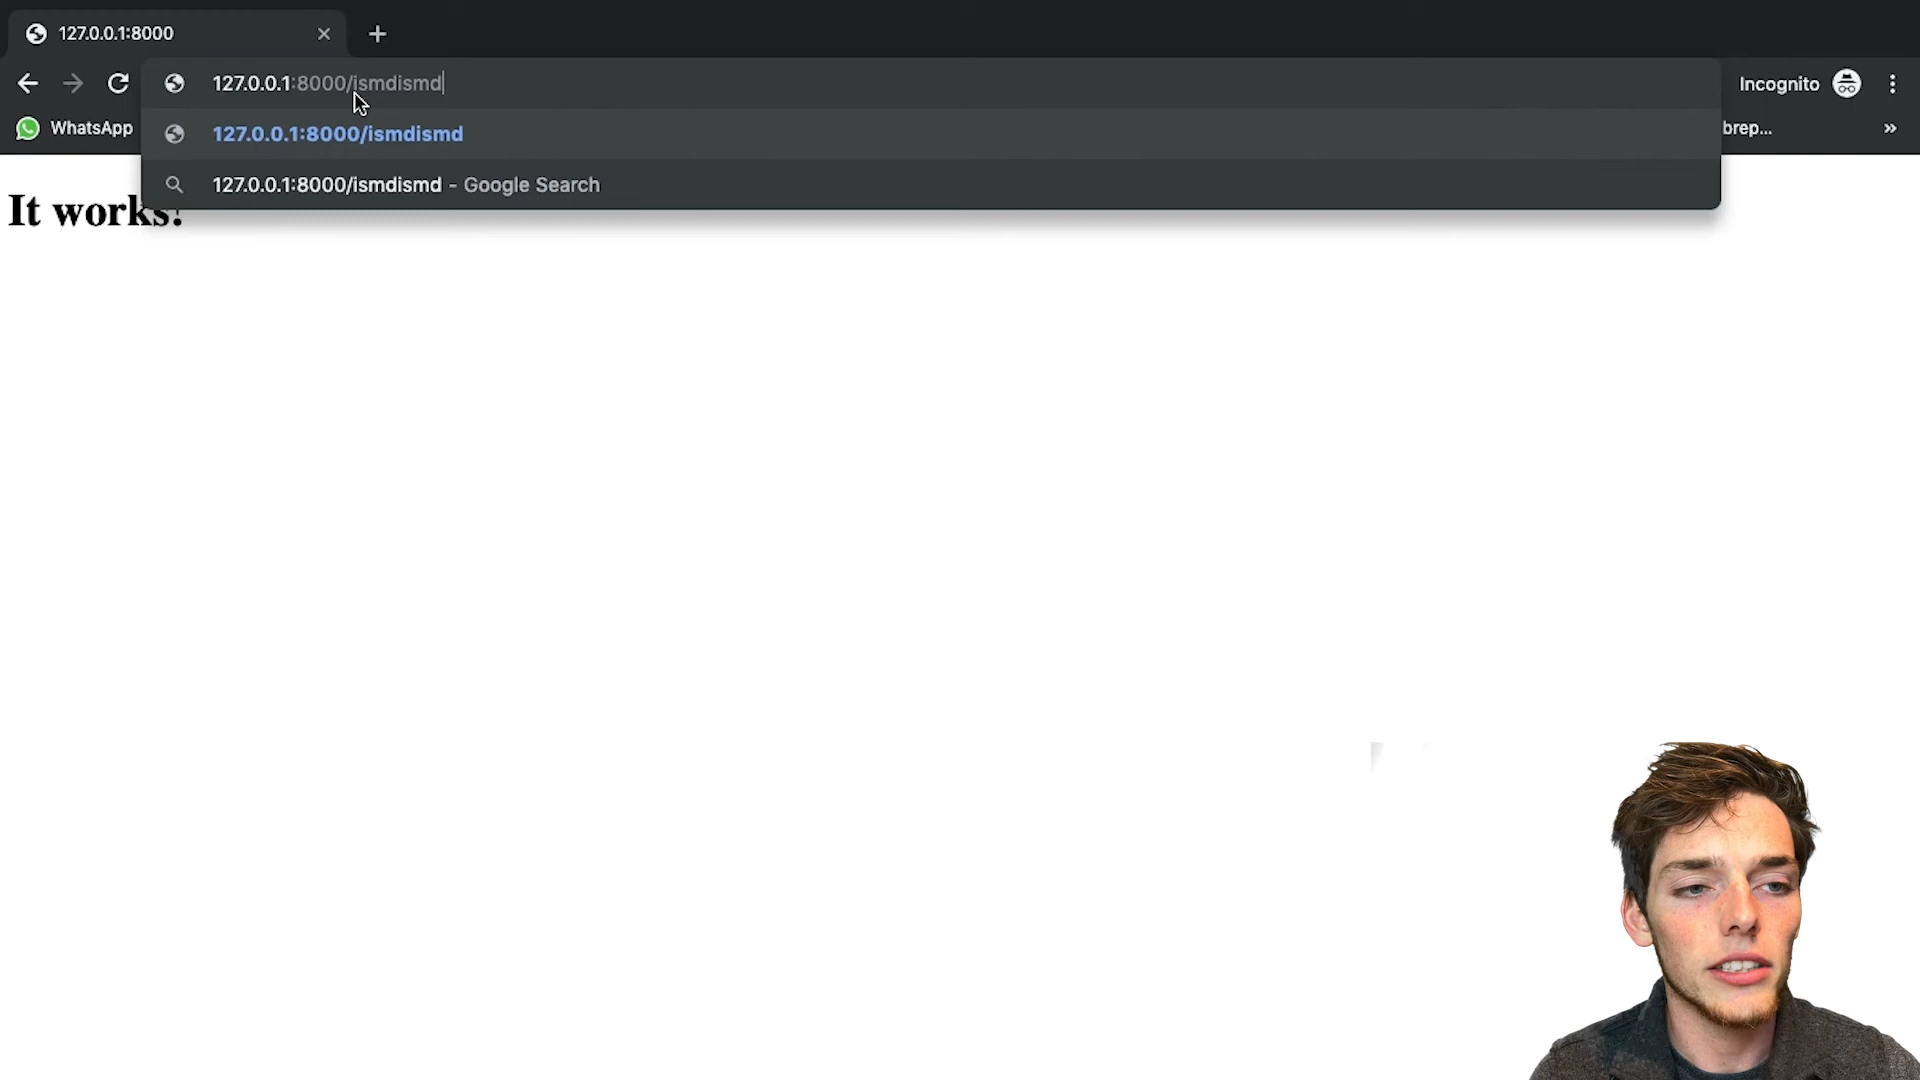 127.0.0.1:8000
127.0.0.1:8000/ismdismd
Incognito
WhatsApp
brep...
»
127.0.0.1:8000/ismdismd
127.0.0.1:8000/ismdismd - Google Search
It works!